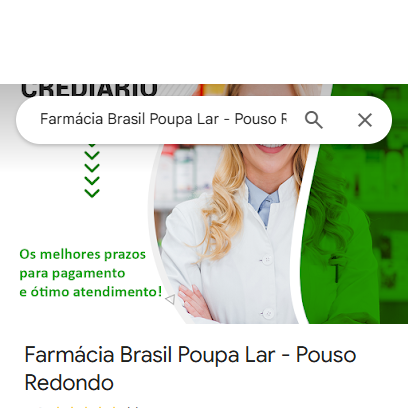 CREDIÁRIO
Farmácia Brasil Poupa Lar - Pouso R
Os melhores prazos
para pagamento
e ótimo atendimento!
Farmácia Brasil Poupa Lar - Pouso
Redondo